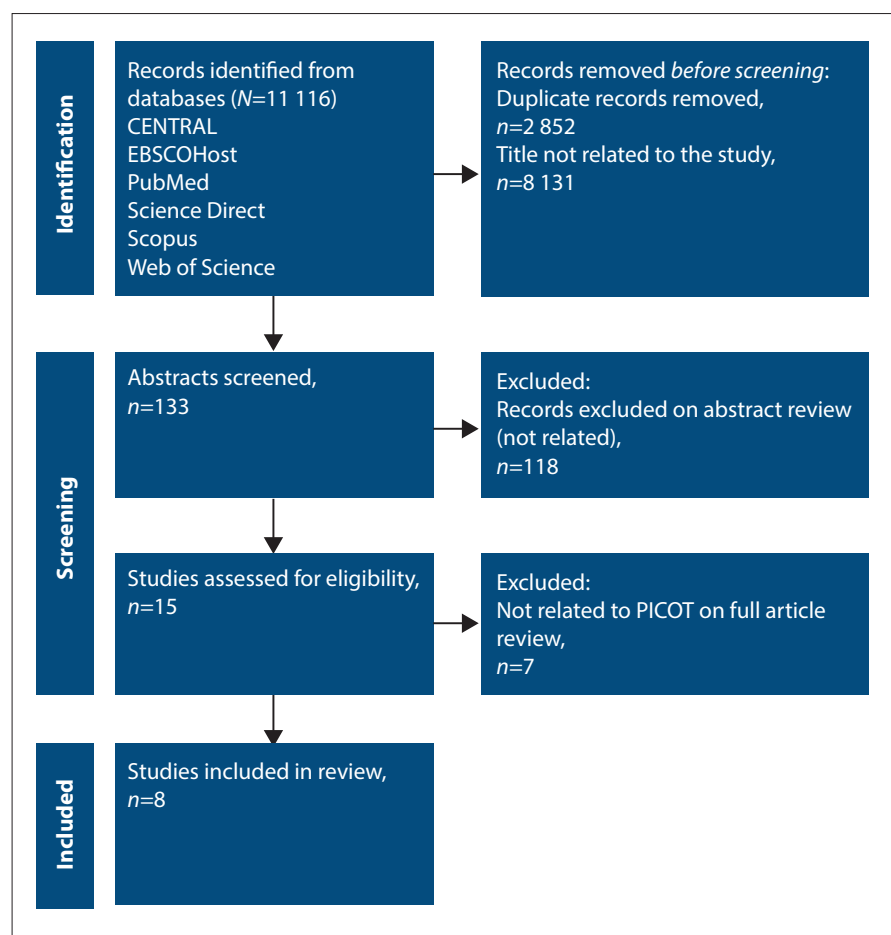 Identification
Records identified from
databases (N=11 116)
CENTRAL
EBSCOHost
PubMed
Science Direct
Scopus
Web of Science
Records removed before screening:
Duplicate records removed,
n=2 852
Title not related to the study,
n=8 131
Screening
Abstracts screened,
n=133
Excluded:
Records excluded on abstract review
(not related),
n=118
Studies assessed for eligibility,
n=15
Excluded:
Not related to PICOT on full article
review,
n=7
Included
Studies included in review,
n=8